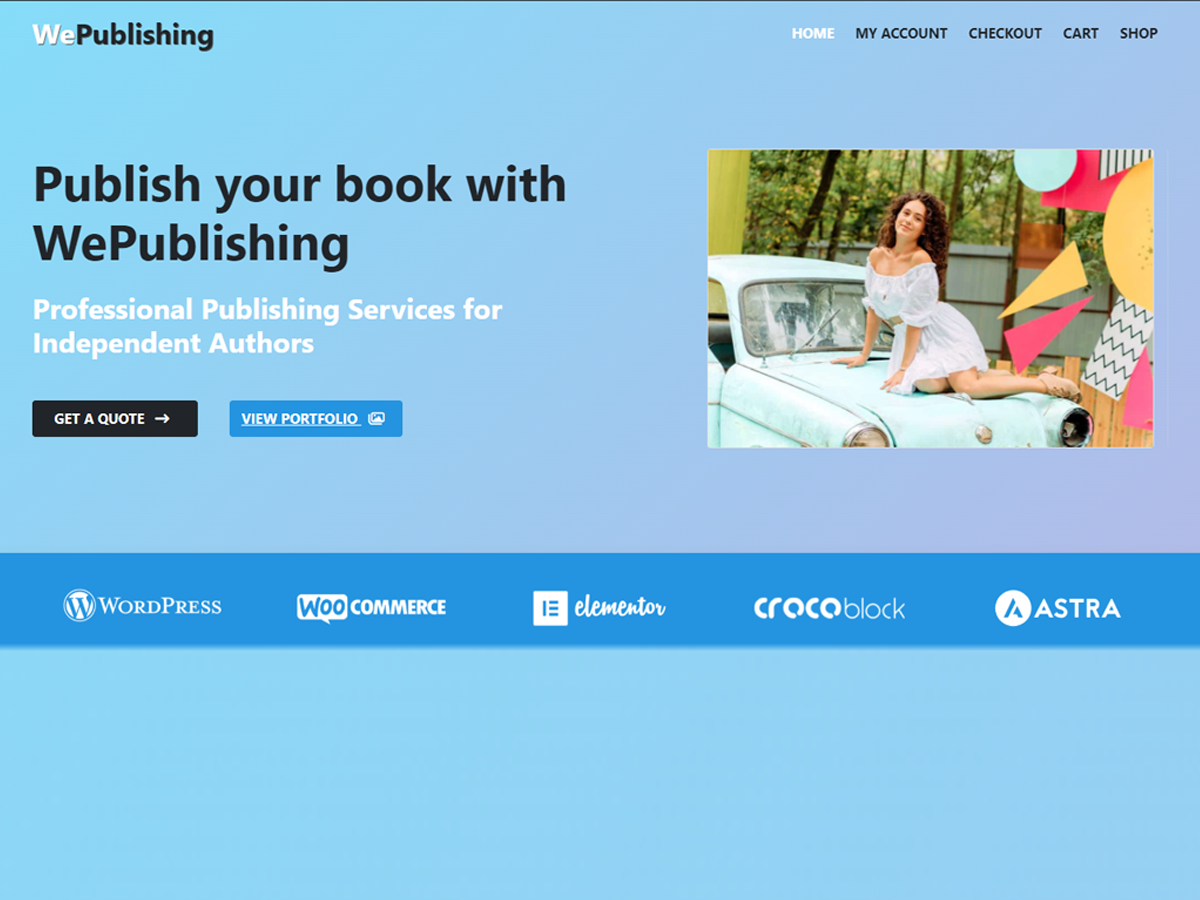 WePublishing
HOME MY ACCOUNT CHECKOUT CART SHOP
Publish your book with
WePublishing
Professional Publishing Services for
Independent Authors
GET A QUOTE →
VIEW PORTFOLIO
WORDPRESS
WOO COMMERCE
elementor
crocoblock
ASTRA